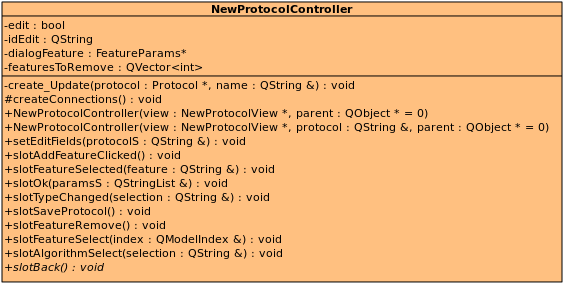 NewProtocolController
-edit : bool
-idEdit : QString
-dialogFeature : FeatureParams*
-featuresToRemove : QVector<int>
-create_Update(protocol : Protocol *, name : QString &) : void
#createConnections() : void
+NewProtocolController(view : NewProtocolView *, parent : QObject * = 0)
+NewProtocolController(view : NewProtocolView *, protocol : QString &, parent : QObject * = 0)
+setEditFields(protocolS : QString &) : void
+slotAddFeatureClicked() : void
+slotFeatureSelected(feature : QString &) : void
+slotOk(paramsS : QStringList &) : void
+slotTypeChanged(selection : QString &) : void
+slotSaveProtocol() : void
+slotFeatureRemove() : void
+slotFeatureSelect(index : QModelIndex &) : void
+slotAlgorithmSelect(selection : QString &) : void
+slotBack() : void